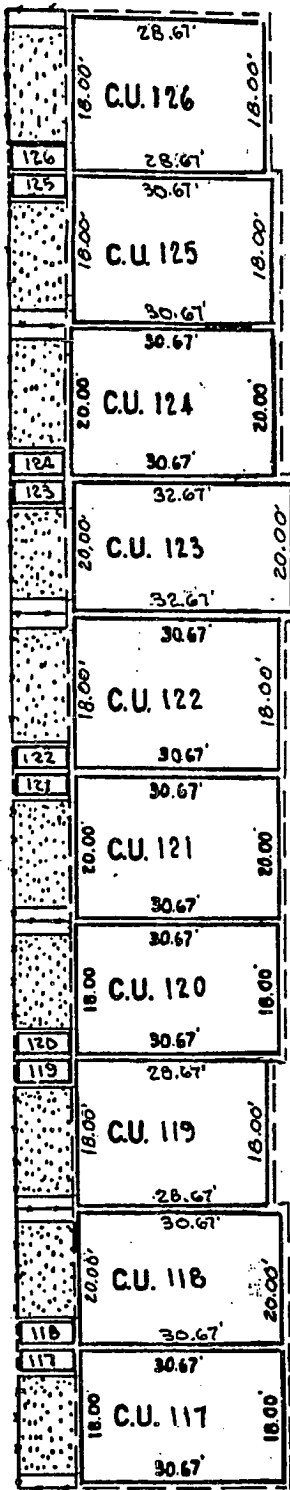 28.67'
18.00' C.U. 126 18.00'
126 28.67'
125 30.67'
18.00' C.U. 125 18.00'
30.67'
30.67'
20.00' C.U. 124 20.00'
124 30.67'
123 32.67'
20.00' C.U. 123 20.00'
32.67'
30.67'
18.00' C.U. 122 18.00'
122 30.67'
121 30.67'
20.00' C.U. 121 20.00'
30.67'
30.67'
18.00 C.U. 120 18.00'
120 30.67'
119 28.67'
18.00' C.U. 119 18.00'
28.67'
30.67'
20.00' C.U. 118 20.00'
118 30.67'
117 30.67'
18.00' C.U. 117 18.00'
30.67'